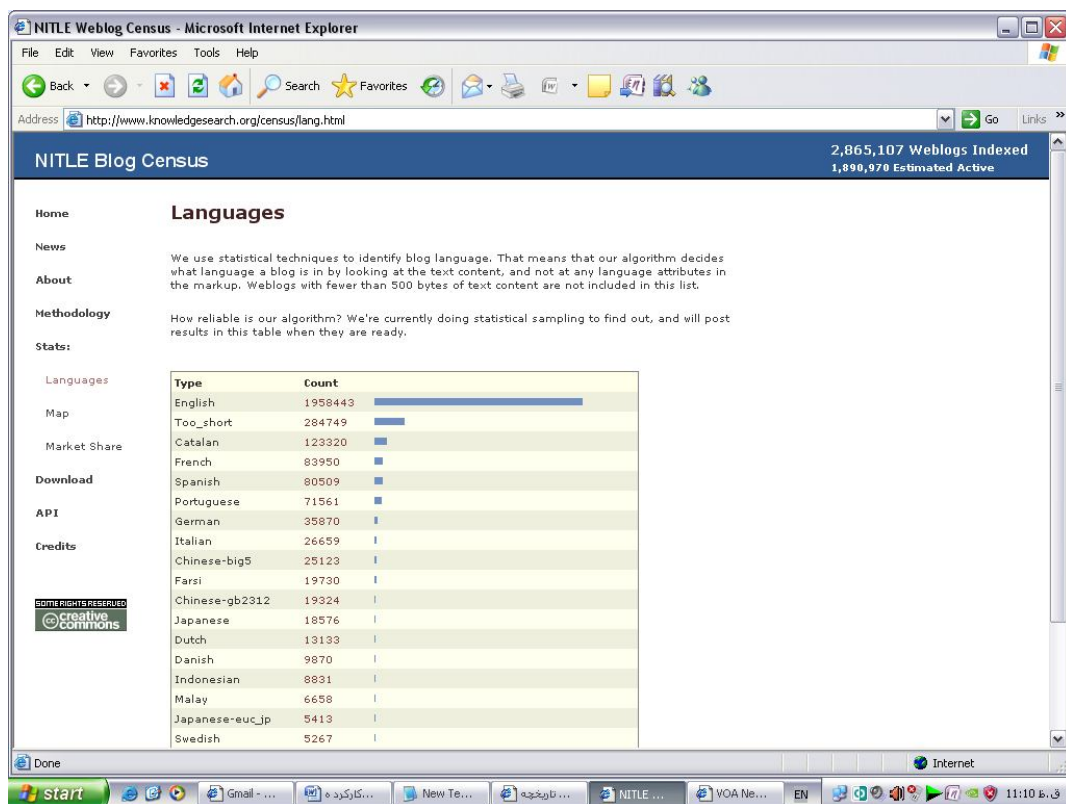 NITLE Weblog Census - Microsoft Internet Explorer
File Edit View Favorites Tools Help
Back Search Favorites
Address http://www.knowledgesearch.org/census/lang.html Go Links »
NITLE Blog Census
2,865,107 Weblogs Indexed
1,890,970 Estimated Active
Home
News
About
Methodology
Stats:
Languages
Map
Market Share
Download
API
Credits
SOME RIGHTS RESERVED
cc creative commons
Languages
We use statistical techniques to identify blog language. That means that our algorithm decides
what language a blog is in by looking at the text content, and not at any language attributes in
the markup. Weblogs with fewer than 500 bytes of text content are not included in this list.
How reliable is our algorithm? We're currently doing statistical sampling to find out, and will post
results in this table when they are ready.
Type Count
English 1958443
Too_short 284749
Catalan 123320
French 83950
Spanish 80509
Portuguese 71561
German 35870
Italian 26659
Chinese-big5 25123
Farsi 19730
Chinese-gb2312 19324
Japanese 18576
Dutch 13133
Danish 9870
Indonesian 8831
Malay 6658
Japanese-euc_jp 5413
Swedish 5267
Done Internet
start Gmail - ... کارکرد ه... New Te... تاریخچه ... NITLE ... VOA Ne... EN 11:10 ق.ظ